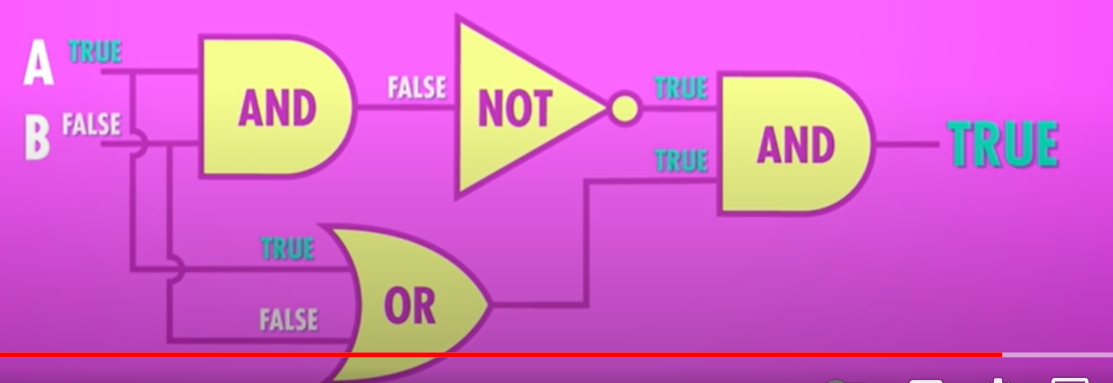 A TRUE
B FALSE
AND
FALSE
NOT
TRUE
TRUE
AND
TRUE
TRUE
FALSE
OR